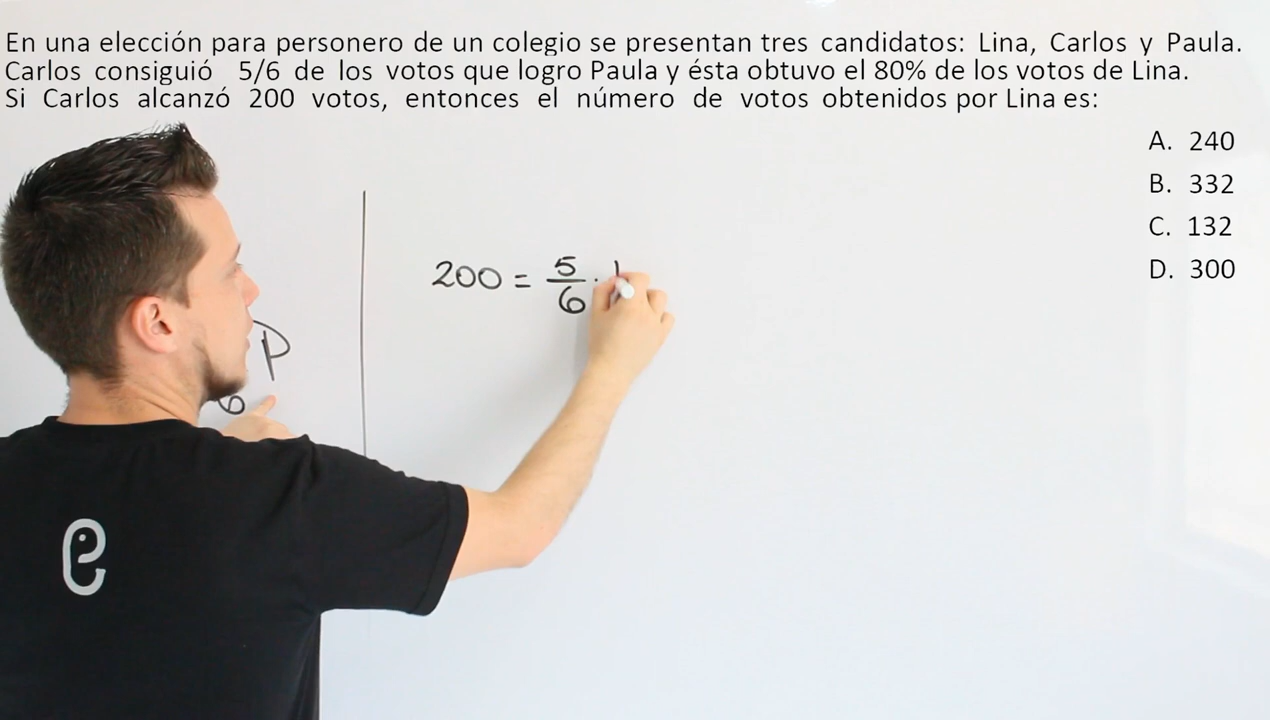 En una elección para personero de un colegio se presentan tres candidatos: Lina, Carlos y Paula.
Carlos consiguió 5/6 de los votos que logro Paula y ésta obtuvo el 80% de los votos de Lina.
Si Carlos alcanzó 200 votos, entonces el número de votos obtenidos por Lina es:
A. 240
B. 332
C. 132
D. 300
200 = 5/6 ·
P
6
e